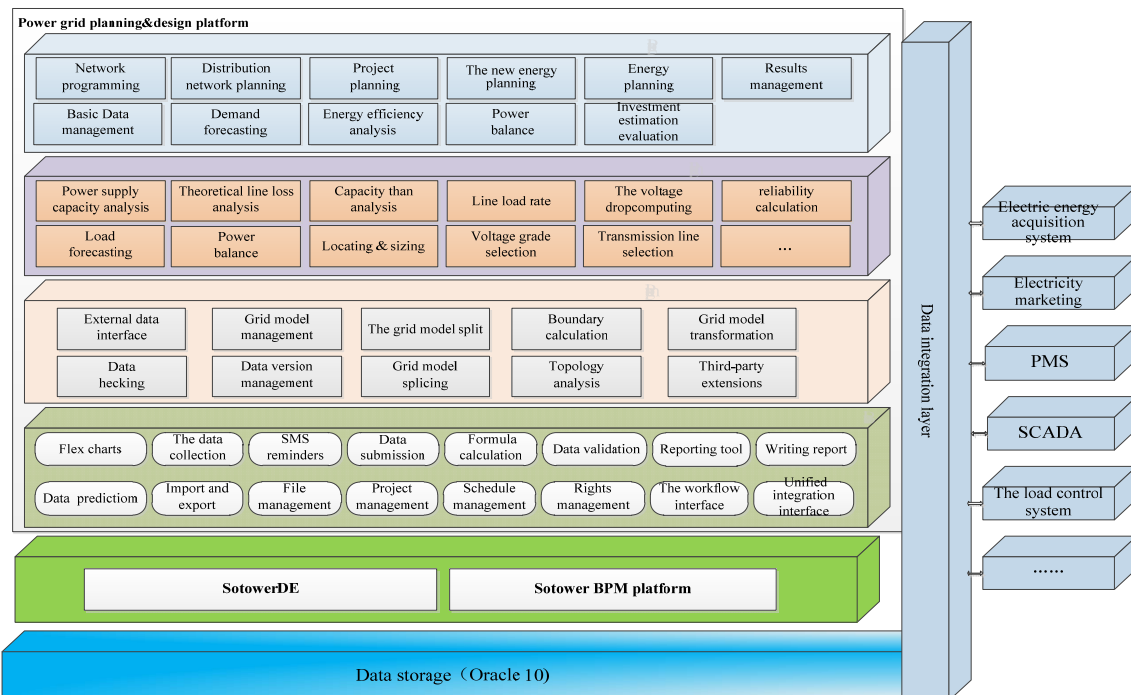 Power grid planning&design platform
Network
programming
Distribution
network planning
Project
planning
The new energy
planning
Energy
planning
Results
management
Basic Data
management
Demand
forecasting
Energy efficiency
analysis
Power
balance
Investment
estimation
evaluation
Power supply
capacity analysis
Theoretical line loss
analysis
Capacity than
analysis
Line load rate
The voltage
dropcomputing
reliability
calculation
Load
forecasting
Power
balance
Locating & sizing
Voltage grade
selection
Transmission line
selection
...
External data
interface
Grid model
management
The grid model split
Boundary
calculation
Grid model
transformation
Data
hecking
Data version
management
Grid model
splicing
Topology
analysis
Third-party
extensions
Flex charts
The data
collection
SMS
reminders
Data
submission
Formula
calculation
Data validation
Reporting tool
Writing report
Data predictiom
Import and
export
File
management
Project
management
Schedule
management
Rights
management
The workflow
interface
Unified
integration
interface
SotowerDE
Sotower BPM platform
Data storage（Oracle 10)
Data integration layer
Electric energy
acquisition
system
Electricity
marketing
PMS
SCADA
The load control
system
......